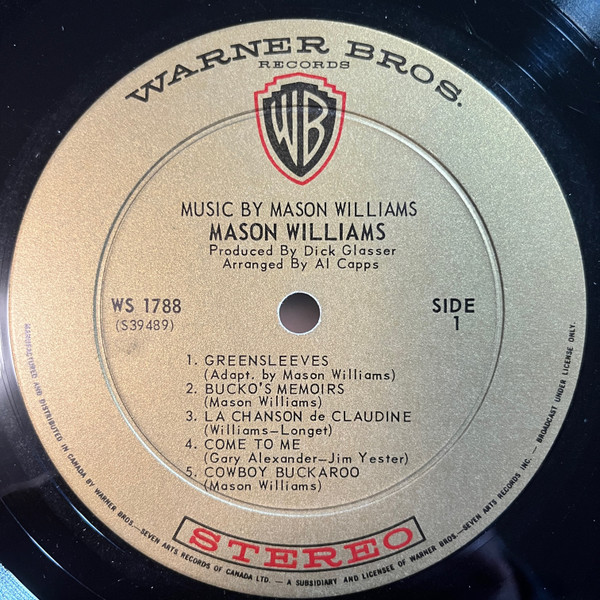 WARNER BROS.
RECORDS
WB
MUSIC BY MASON WILLIAMS
MASON WILLIAMS
Produced By Dick Glasser
Arranged By Al Capps
WS 1788
(S39489)
SIDE
1
1. GREENSLEEVES
(Adapt. by Mason Williams)
2. BUCKO'S MEMOIRS
(Mason Williams)
3. LA CHANSON de CLAUDINE
(Williams—Longet)
4. COME TO ME
(Gary Alexander—Jim Yester)
5. COWBOY BUCKAROO
(Mason Williams)
STEREO
MANUFACTURED AND DISTRIBUTED IN CANADA BY WARNER BROS.—SEVEN ARTS RECORDS OF CANADA LTD. — A SUBSIDIARY AND LICENSEE OF WARNER BROS.—SEVEN ARTS RECORDS INC. — BROADCAST UNDER LICENSE ONLY.